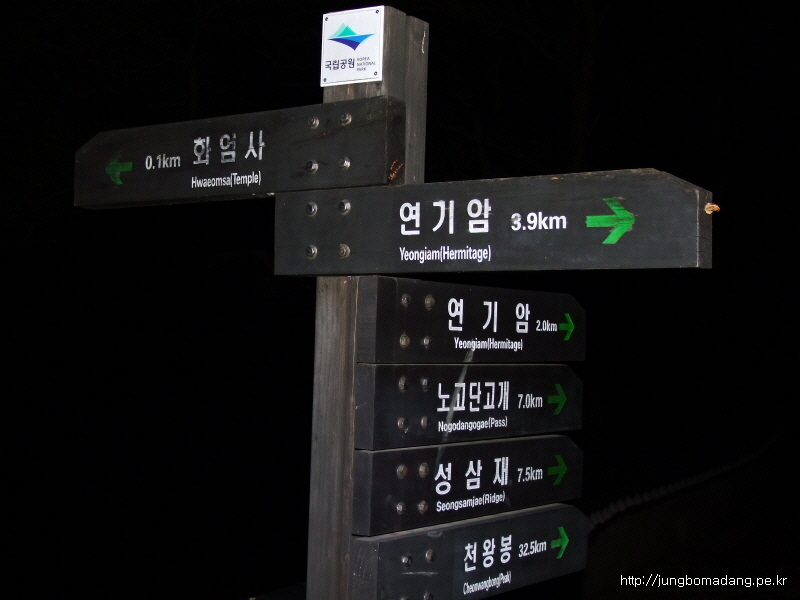 국립공원 KOREA NATIONAL PARK
0.1km 화엄사
Hwaeomsa(Temple)
연기암 3.9km
Yeongiam(Hermitage)
연 기 암 2.0km
Yeongiam(Hermitage)
노고단고개 7.0km
Nogodangogae(Pass)
성 삼 재 7.5km
Seongsamjae(Ridge)
천왕봉 32.5km
Cheonwangbong(Peak)
http://jungbomadang.pe.kr